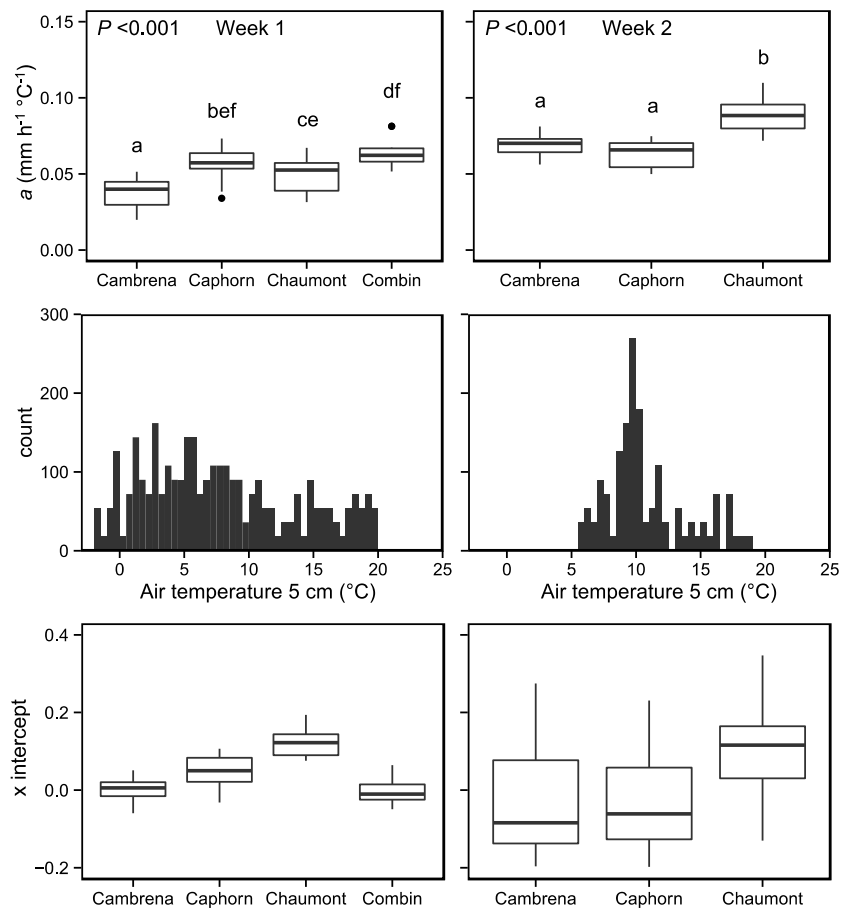 P <0.001 Week 1
P <0.001 Week 2
a (mm h⁻¹ °C⁻¹)
0.15
0.10
0.05
0.00
a
bef
ce
df
a
a
b
Cambrena Caphorn Chaumont Combin
Cambrena Caphorn Chaumont
count
300
200
100
0
0 5 10 15 20 25
Air temperature 5 cm (°C)
0 5 10 15 20 25
Air temperature 5 cm (°C)
x intercept
0.4
0.2
0.0
−0.2
Cambrena Caphorn Chaumont Combin
Cambrena Caphorn Chaumont